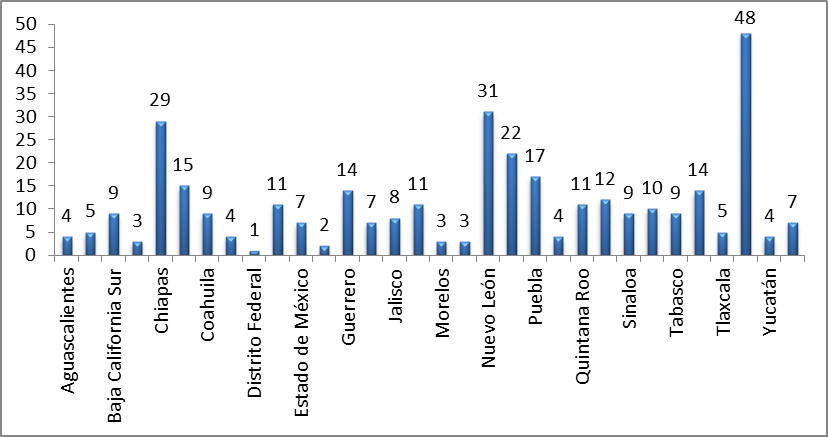 50
45
40
35
30
25
20
15
10
5
0
4
5
9
3
29
15
9
4
1
11
7
2
14
7
8
11
3
3
31
22
17
4
11
12
9
10
9
14
5
48
4
7
Aguascalientes
Baja California Sur
Chiapas
Coahuila
Distrito Federal
Estado de México
Guerrero
Jalisco
Morelos
Nuevo León
Puebla
Quintana Roo
Sinaloa
Tabasco
Tlaxcala
Yucatán